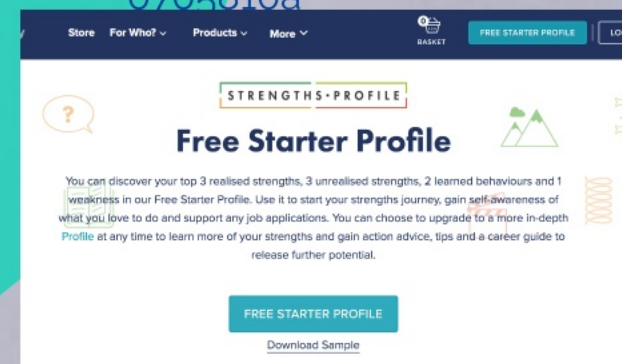 Store For Who? Products More
0
BASKET
FREE STARTER PROFILE
STRENGTHS•PROFILE
Free Starter Profile
You can discover your top 3 realised strengths, 3 unrealised strengths, 2 learned behaviours and 1
weakness in our Free Starter Profile. Use it to start your strengths journey, gain self-awareness of
what you love to do and support any job applications. You can choose to upgrade to a more in-depth
Profile at any time to learn more of your strengths and gain action advice, tips and a career guide to
release further potential.
FREE STARTER PROFILE
Download Sample